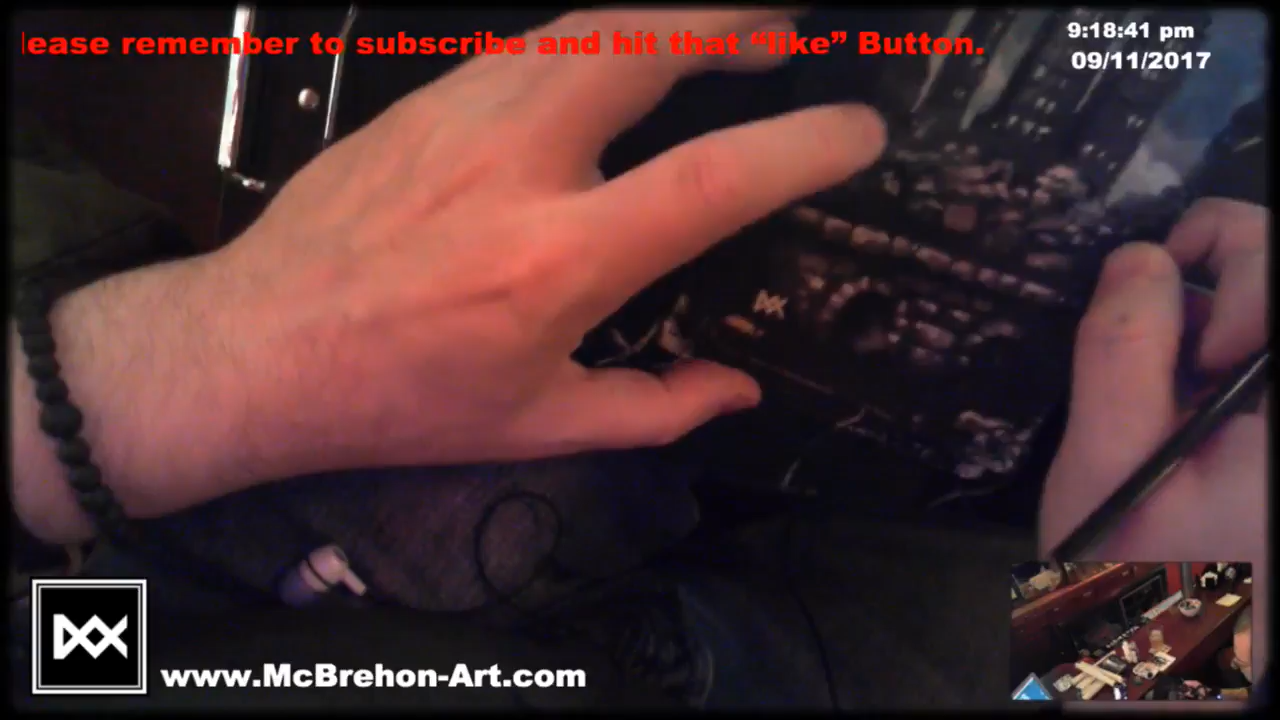 lease remember to subscribe and hit that “like” Button.
9:18:41 pm
09/11/2017
www.McBrehon-Art.com